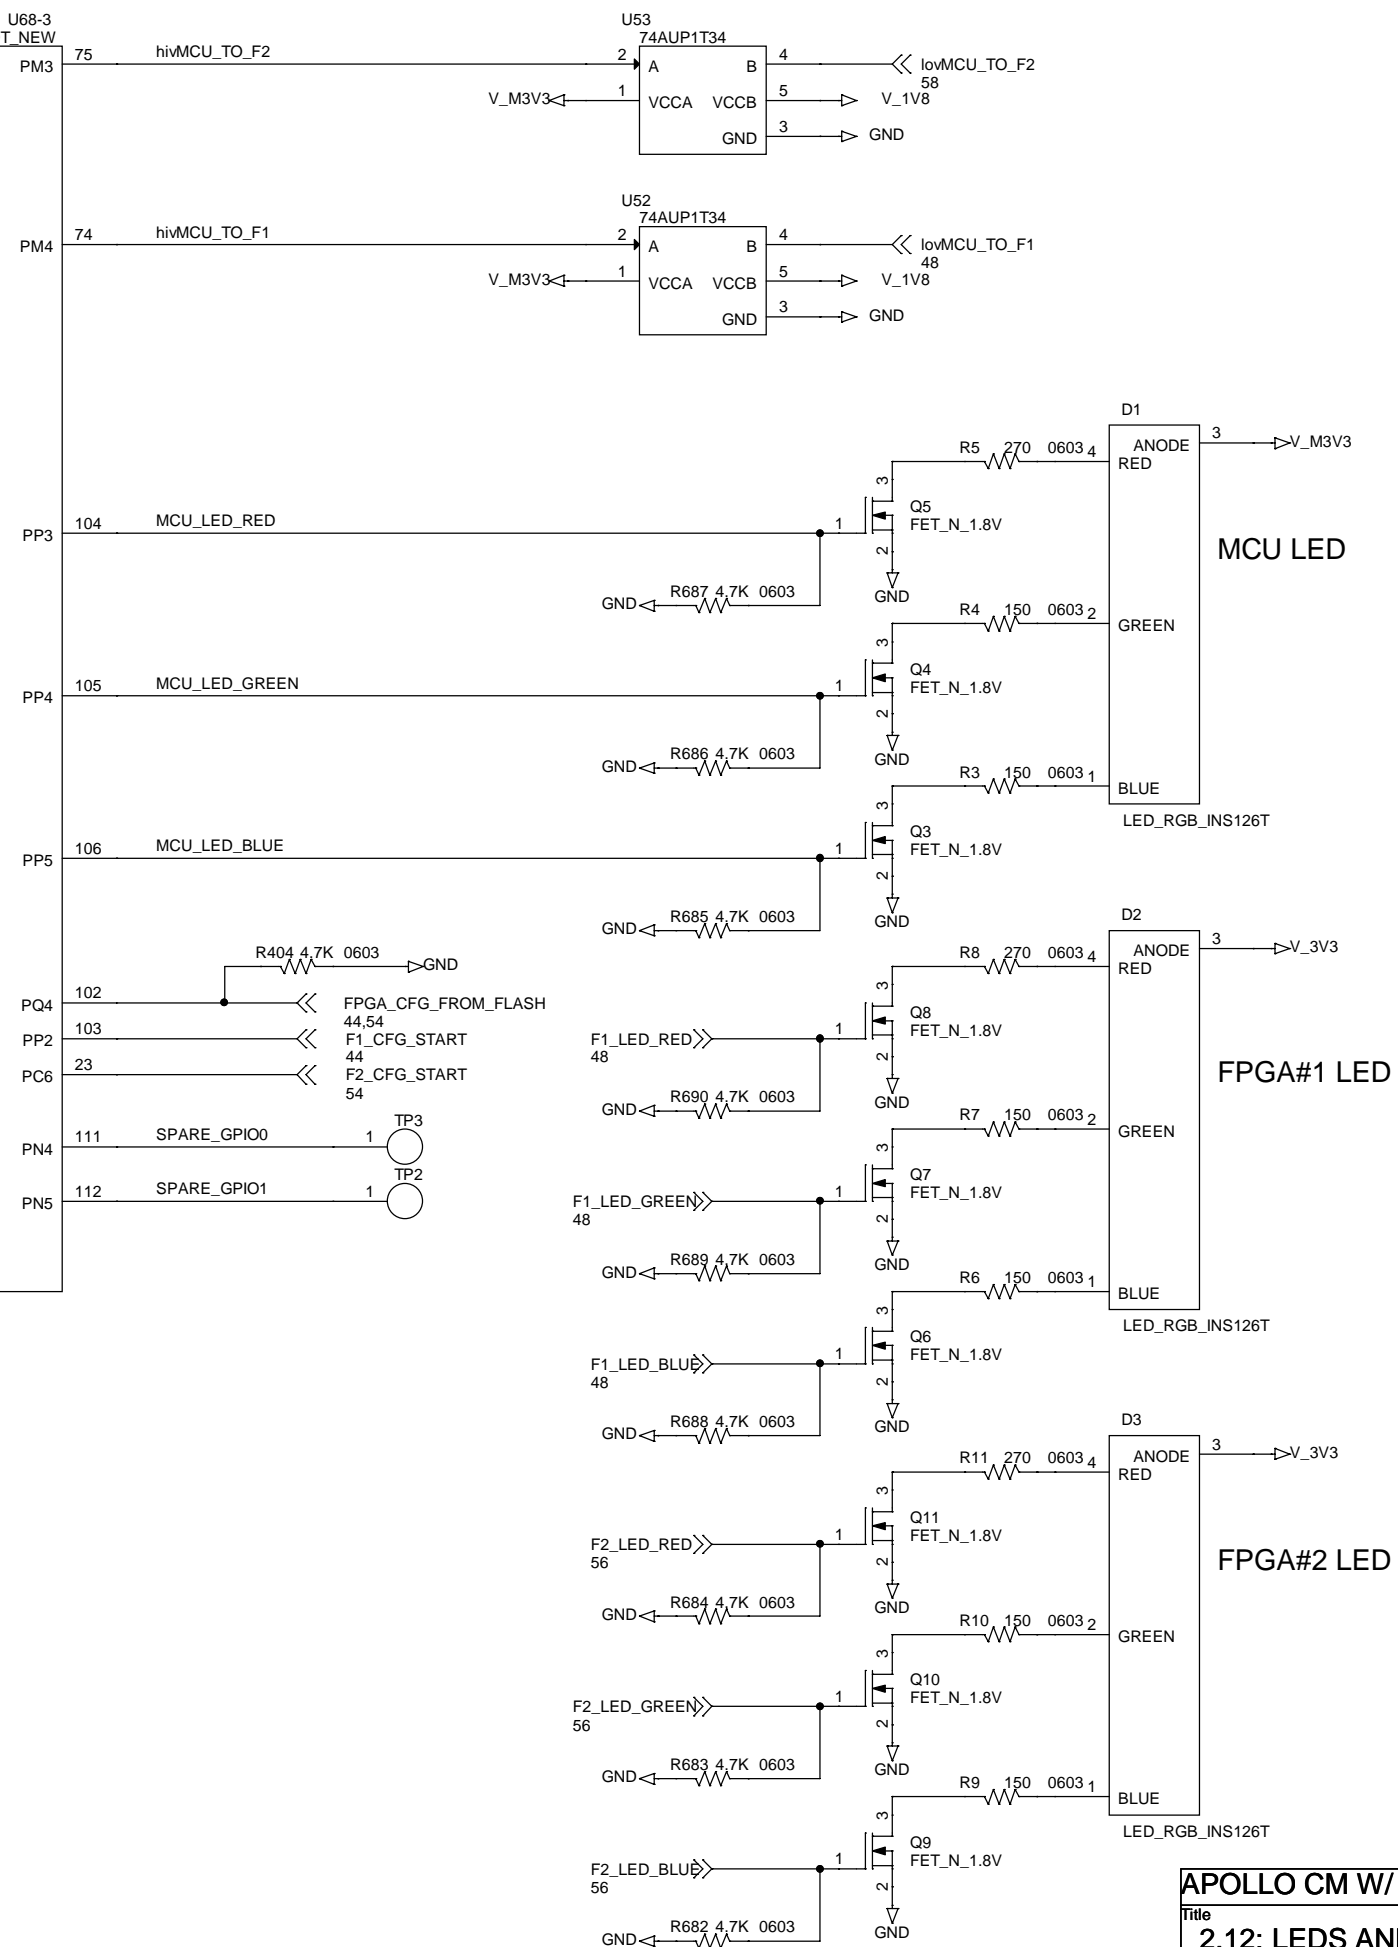 U68-3
T_NEW
PM3 75 hivMCU_TO_F2
U53
74AUP1T34
2 A B 4 lovMCU_TO_F2
58
V_M3V3 1 VCCA VCCB 5 V_1V8
GND 3 GND
PM4 74 hivMCU_TO_F1
U52
74AUP1T34
2 A B 4 lovMCU_TO_F1
48
V_M3V3 1 VCCA VCCB 5 V_1V8
GND 3 GND
D1
R5 270 0603 4 RED
ANODE 3 V_M3V3
PP3 104 MCU_LED_RED
1 3 2 Q5
FET_N_1.8V
GND
MCU LED
GND R687 4.7K 0603
R4 150 0603 2 GREEN
PP4 105 MCU_LED_GREEN
1 3 2 Q4
FET_N_1.8V
GND
GND R686 4.7K 0603
R3 150 0603 1 BLUE
LED_RGB_INS126T
PP5 106 MCU_LED_BLUE
1 3 2 Q3
FET_N_1.8V
GND
GND R685 4.7K 0603
R404 4.7K 0603 GND
PQ4 102 FPGA_CFG_FROM_FLASH
44,54
PP2 103 F1_CFG_START
44
PC6 23 F2_CFG_START
54
PN4 111 SPARE_GPIO0 1 TP3
PN5 112 SPARE_GPIO1 1 TP2
D2
R8 270 0603 4 RED
ANODE 3 V_3V3
F1_LED_RED
48
1 3 2 Q8
FET_N_1.8V
GND
FPGA#1 LED
GND R690 4.7K 0603
R7 150 0603 2 GREEN
F1_LED_GREEN
48
1 3 2 Q7
FET_N_1.8V
GND
GND R689 4.7K 0603
R6 150 0603 1 BLUE
LED_RGB_INS126T
F1_LED_BLUE
48
1 3 2 Q6
FET_N_1.8V
GND
GND R688 4.7K 0603
D3
R11 270 0603 4 RED
ANODE 3 V_3V3
F2_LED_RED
56
1 3 2 Q11
FET_N_1.8V
GND
FPGA#2 LED
GND R684 4.7K 0603
R10 150 0603 2 GREEN
F2_LED_GREEN
56
1 3 2 Q10
FET_N_1.8V
GND
GND R683 4.7K 0603
R9 150 0603 1 BLUE
LED_RGB_INS126T
F2_LED_BLUE
56
1 3 2 Q9
FET_N_1.8V
GND
GND R682 4.7K 0603
APOLLO CM W/
Title
2.12: LEDS AN